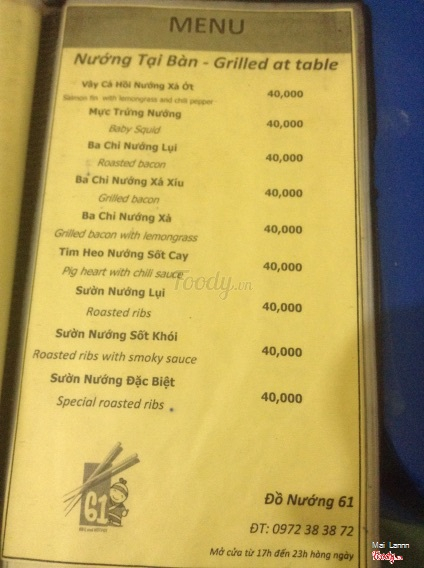 MENU
Nướng Tại Bàn - Grilled at table
Vây Cá Hồi Nướng Xả Ớt 40,000
Salmon fin with lemongrass and chili pepper
Mực Trứng Nướng 40,000
Baby Squid
Ba Chỉ Nướng Lụi 40,000
Roasted bacon
Ba Chỉ Nướng Xá Xíu 40,000
Grilled bacon
Ba Chỉ Nướng Xả 40,000
Grilled bacon with lemongrass
Tim Heo Nướng Sốt Cay 40,000
Pig heart with chili sauce
Foody.vn
Sườn Nướng Lụi 40,000
Roasted ribs
Sườn Nướng Sốt Khói 40,000
Roasted ribs with smoky sauce
Sườn Nướng Đặc Biệt 40,000
Special roasted ribs
61
Đồ Nướng 61
ĐT: 0972 38 38 72
Mở cửa từ 17h đến 23h hàng ngày
Mai Lannn
Foody.vn